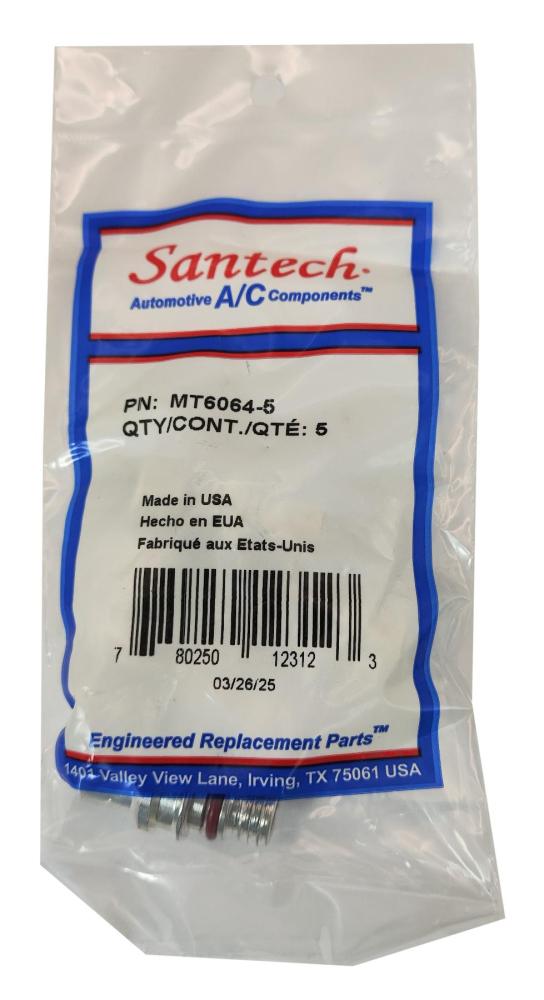 Santech
Automotive A/C Components™
PN: MT6064-5
QTY/CONT./QTÉ: 5
Made in USA
Hecho en EUA
Fabriqué aux Etats-Unis
7 80250 12312 3
03/26/25
Engineered Replacement Parts™
1403 Valley View Lane, Irving, TX 75061 USA